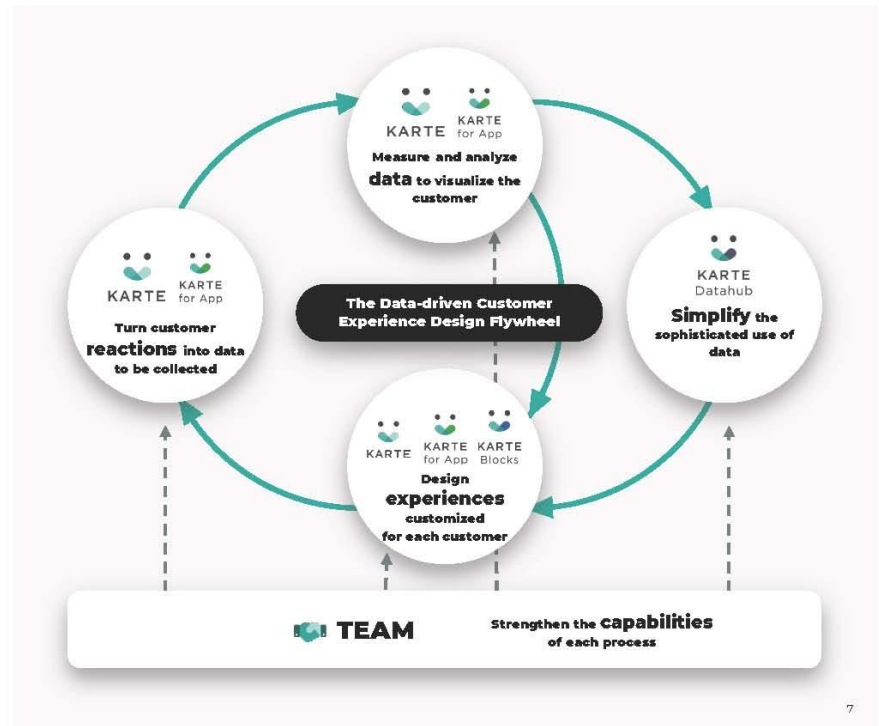 KARTE
KARTE
for App
Measure and analyze
data to visualize the
customer
KARTE
KARTE
for App
Turn customer
reactions into data
to be collected
The Data-driven Customer
Experience Design Flywheel
KARTE
Datahub
Simplify the
sophisticated use of
data
KARTE
KARTE
for App
KARTE
Blocks
Design
experiences
customized
for each customer
TEAM
Strengthen the capabilities
of each process
7